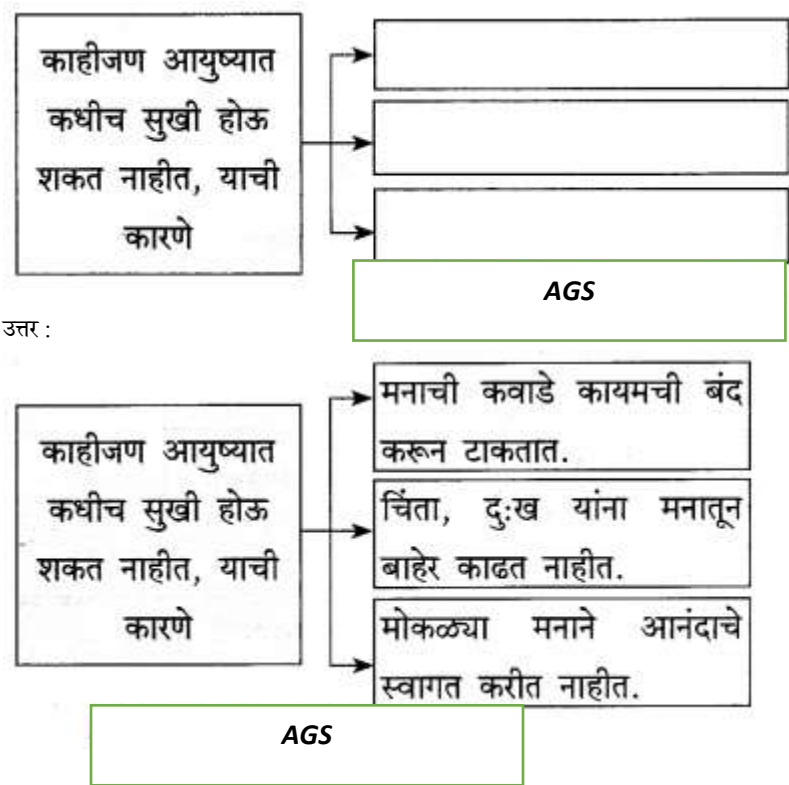 काहीजण आयुष्यात
कधीच सुखी होऊ
शकत नाहीत, याची
कारणे
AGS
उत्तर :
काहीजण आयुष्यात
कधीच सुखी होऊ
शकत नाहीत, याची
कारणे
मनाची कवाडे कायमची बंद
करून टाकतात.
चिंता, दुःख यांना मनातून
बाहेर काढत नाहीत.
मोकळ्या मनाने आनंदाचे
स्वागत करीत नाहीत.
AGS